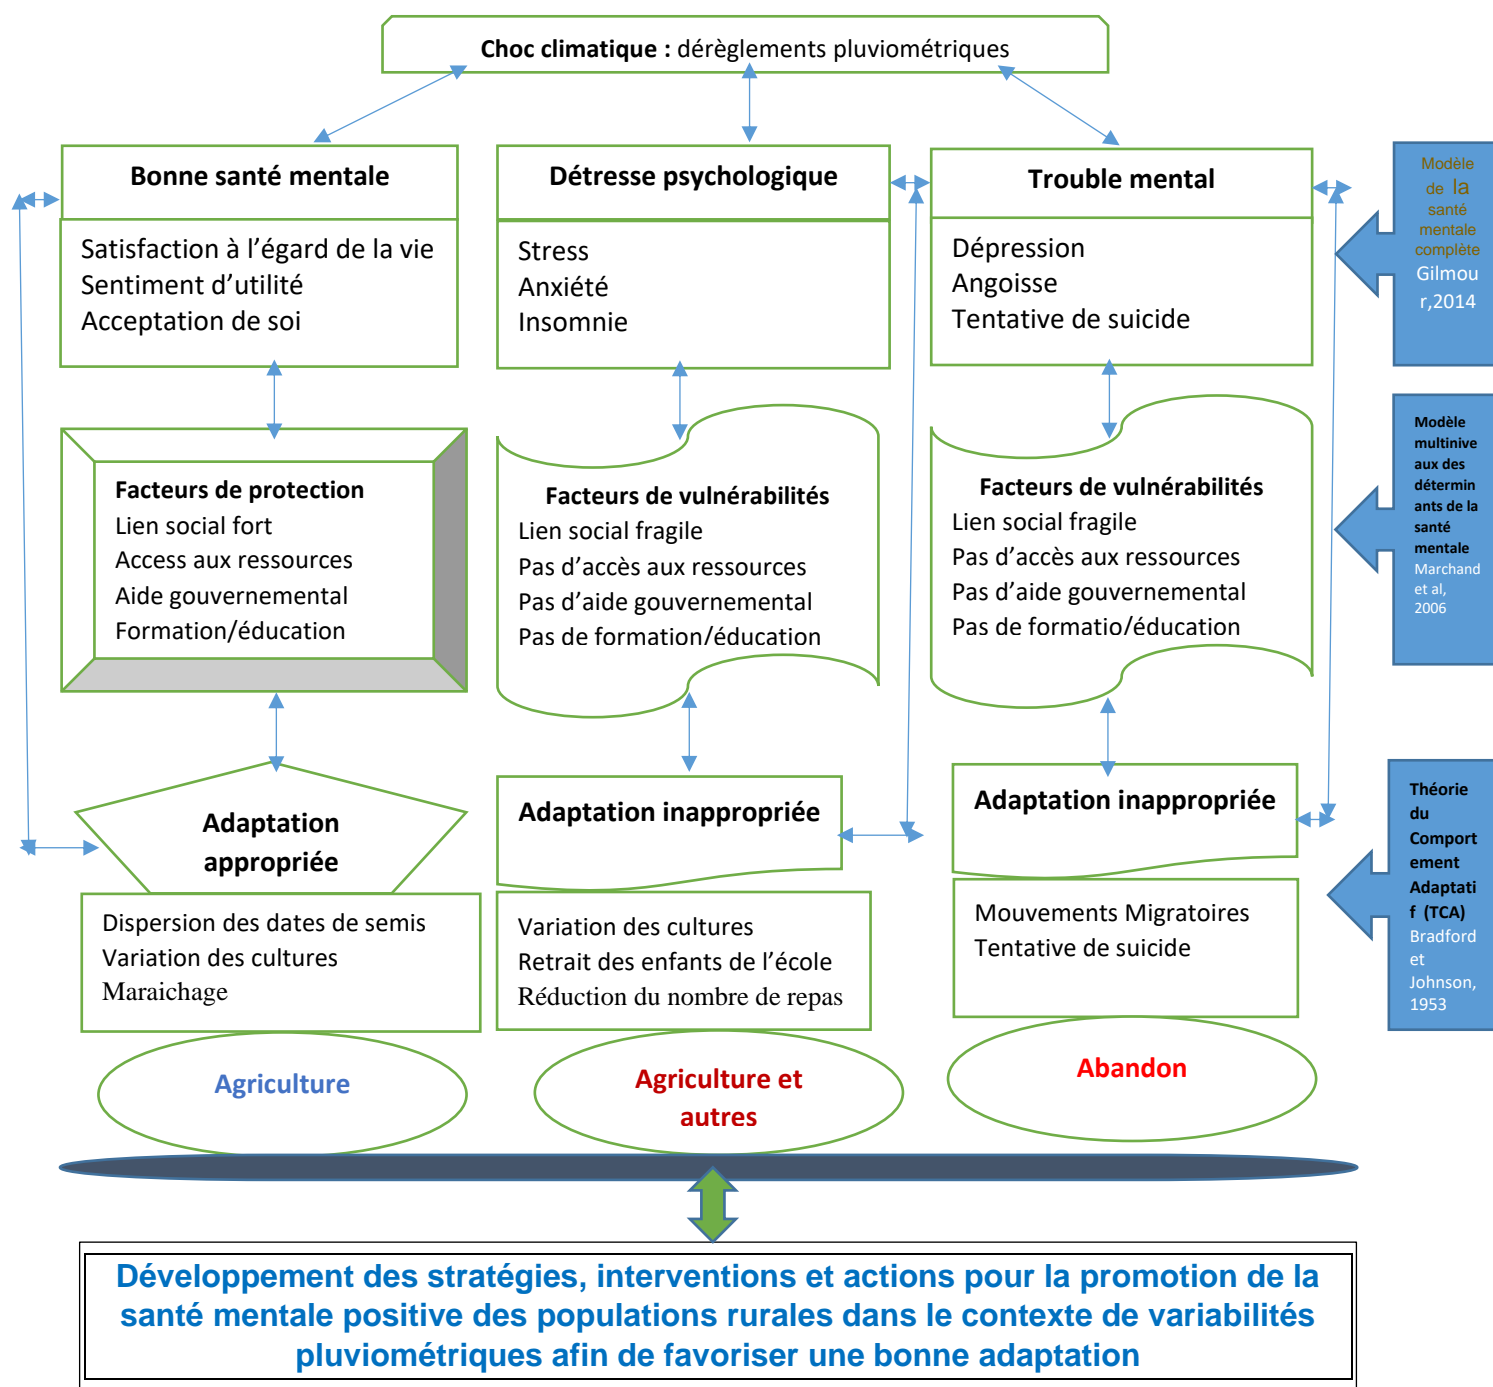 Choc climatique : dérèglements pluviométriques
Bonne santé mentale
Satisfaction à l’égard de la vie
Sentiment d’utilité
Acceptation de soi
Détresse psychologique
Stress
Anxiété
Insomnie
Trouble mental
Dépression
Angoisse
Tentative de suicide
Modèle
de la
santé
mentale
complète
Gilmou
r,2014
Facteurs de protection
Lien social fort
Access aux ressources
Aide gouvernemental
Formation/éducation
Facteurs de vulnérabilités
Lien social fragile
Pas d’accès aux ressources
Pas d’aide gouvernemental
Pas de formation/éducation
Facteurs de vulnérabilités
Lien social fragile
Pas d’accès aux ressources
Pas d’aide gouvernemental
Pas de formatio/éducation
Modèle
multinive
aux des
détermin
ants de la
santé
mentale
Marchand
et al,
2006
Adaptation
appropriée
Dispersion des dates de semis
Variation des cultures
Maraichage
Adaptation inappropriée
Variation des cultures
Retrait des enfants de l’école
Réduction du nombre de repas
Adaptation inappropriée
Mouvements Migratoires
Tentative de suicide
Théorie
du
Comport
ement
Adaptati
f (TCA)
Bradford
et
Johnson,
1953
Agriculture
Agriculture et
autres
Abandon
Développement des stratégies, interventions et actions pour la promotion de la
santé mentale positive des populations rurales dans le contexte de variabilités
pluviométriques afin de favoriser une bonne adaptation